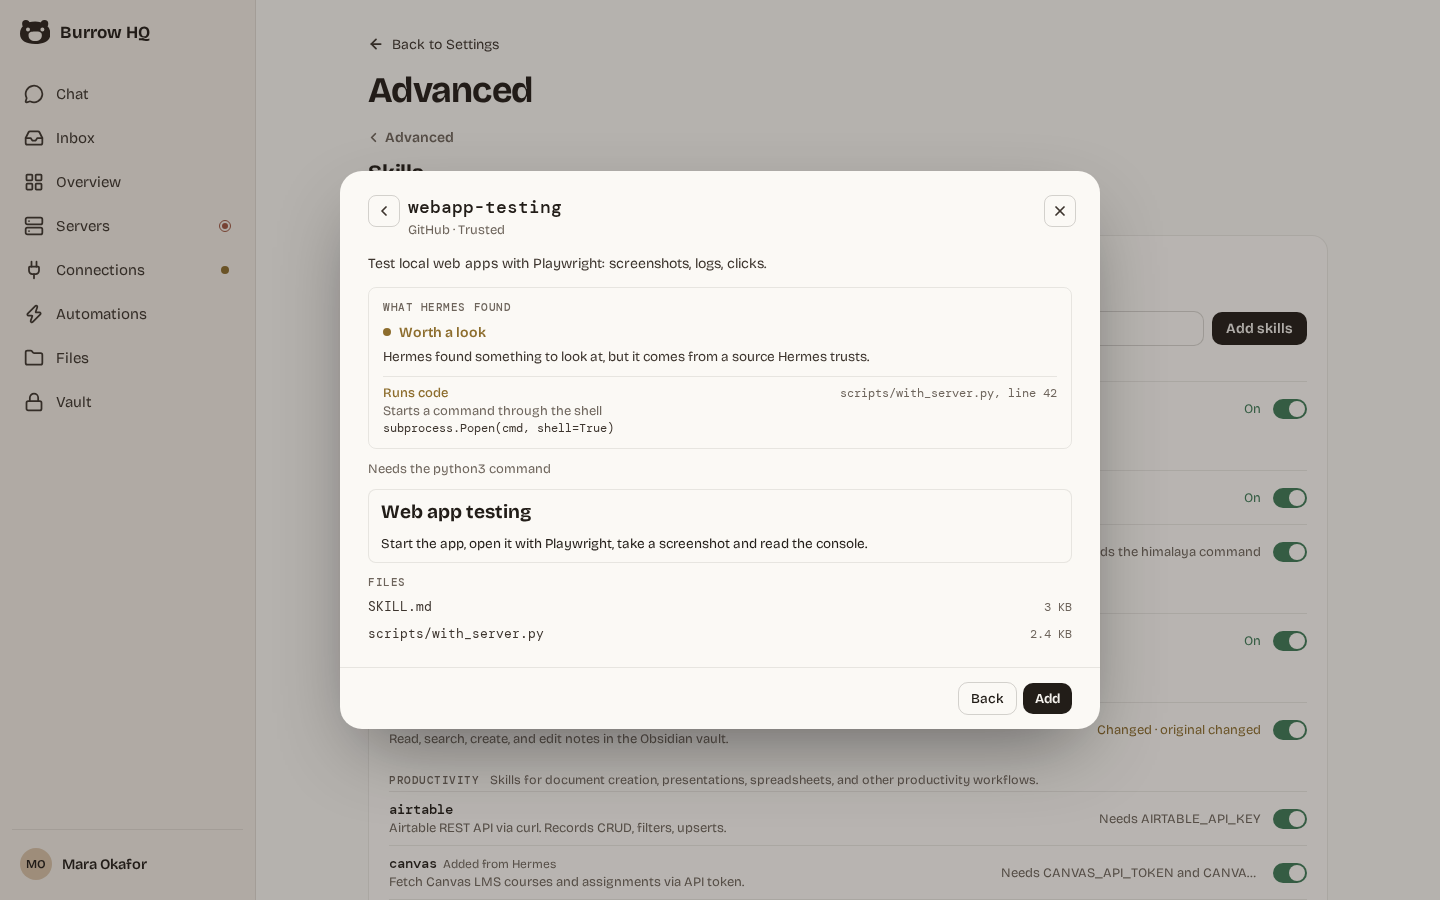 Burrow HQ
Chat
Inbox
Overview
Servers
Connections
Automations
Files
Vault
MO
Mara Okafor
Back to Settings
Advanced
Advanced
Skills
Add skills
On
On
ds the himalaya command
On
Changed · original changed
webapp-testing
GitHub · Trusted
Test local web apps with Playwright: screenshots, logs, clicks.
WHAT HERMES FOUND
Worth a look
Hermes found something to look at, but it comes from a source Hermes trusts.
Runs code
scripts/with_server.py, line 42
Starts a command through the shell
subprocess.Popen(cmd, shell=True)
Needs the python3 command
Web app testing
Start the app, open it with Playwright, take a screenshot and read the console.
FILES
SKILL.md
3 KB
scripts/with_server.py
2.4 KB
Back
Add
Read, search, create, and edit notes in the Obsidian vault.
PRODUCTIVITY Skills for document creation, presentations, spreadsheets, and other productivity workflows.
airtable
Airtable REST API via curl. Records CRUD, filters, upserts.
Needs AIRTABLE_API_KEY
canvas Added from Hermes
Fetch Canvas LMS courses and assignments via API token.
Needs CANVAS_API_TOKEN and CANVA...